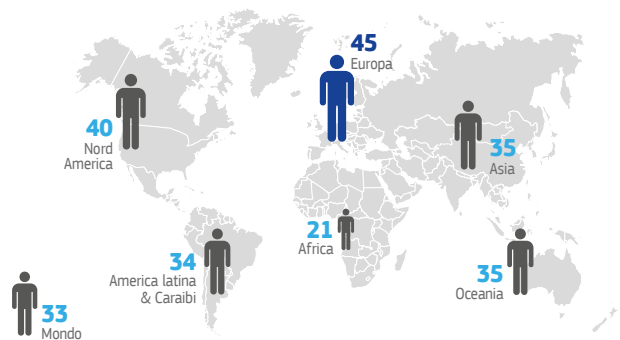 45
Europa
40
Nord
America
35
Asia
21
Africa
34
America latina
& Caraibi
35
Oceania
33
Mondo